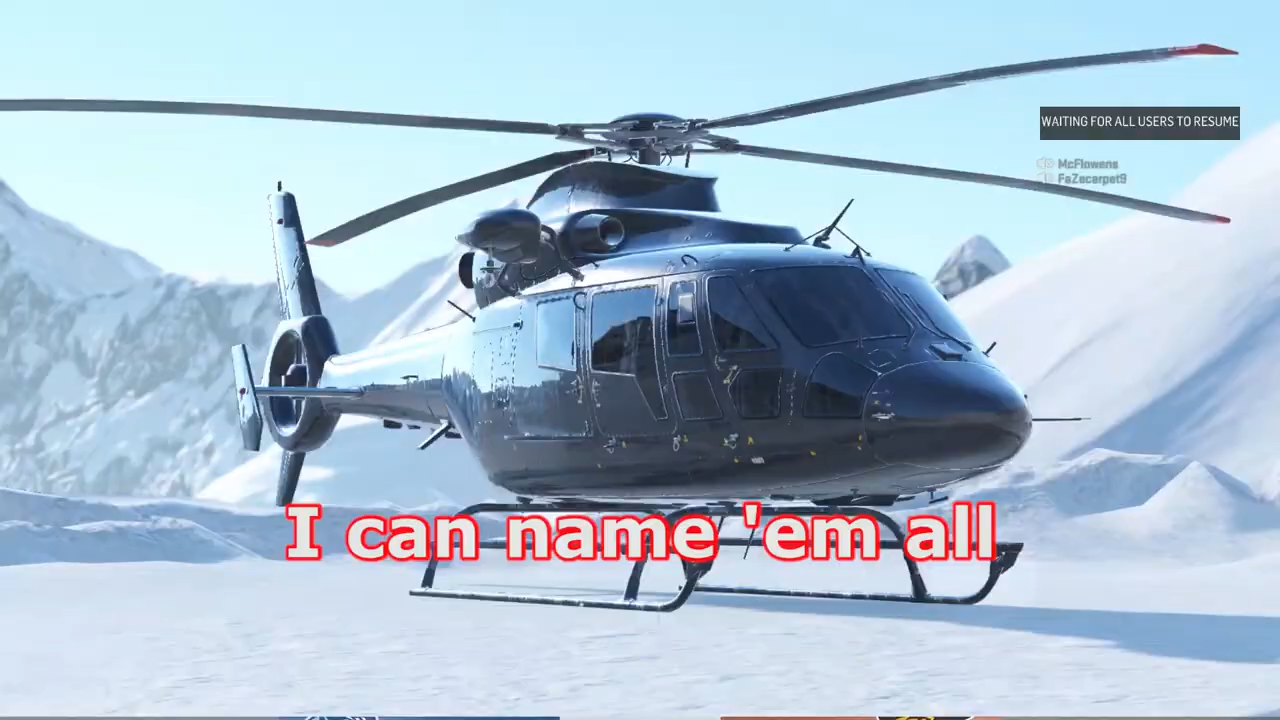 WAITING FOR ALL USERS TO RESUME
McFlowens
FaZecarpet9
I can name 'em all